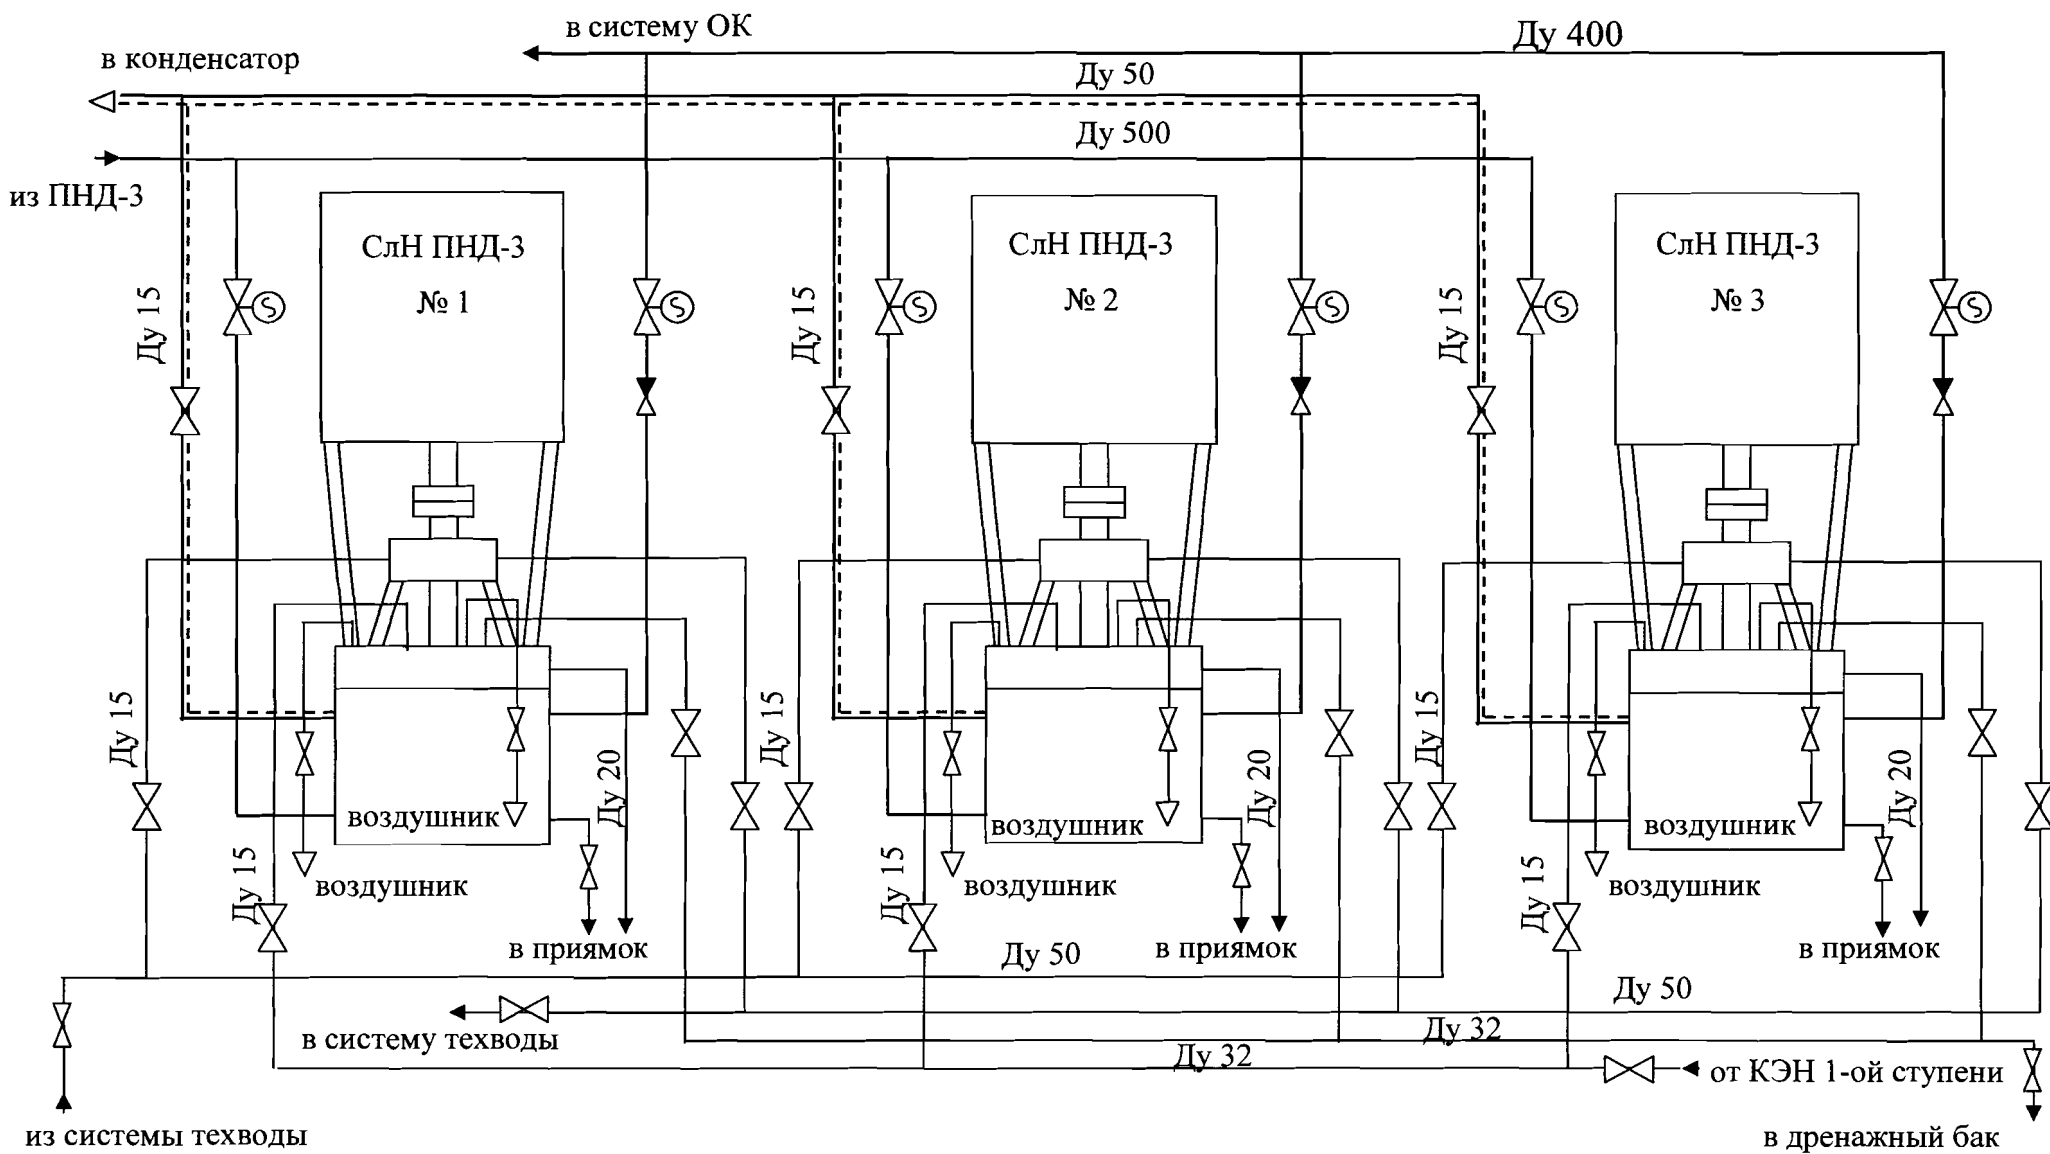 в систему ОК
Ду 400
в конденсатор
Ду 50
Ду 500
из ПНД-3
СлН ПНД-3
№ 1
СлН ПНД-3
№ 2
СлН ПНД-3
№ 3
Ду 15
Ду 15
Ду 15
Ду 15
Ду 15
Ду 15
Ду 20
Ду 20
Ду 20
воздушник
воздушник
воздушник
Ду 15
Ду 15
Ду 15
воздушник
воздушник
воздушник
в приямок
в приямок
в приямок
Ду 50
Ду 50
в систему техводы
Ду 32
Ду 32
от КЭН 1-ой ступени
из системы техводы
в дренажный бак